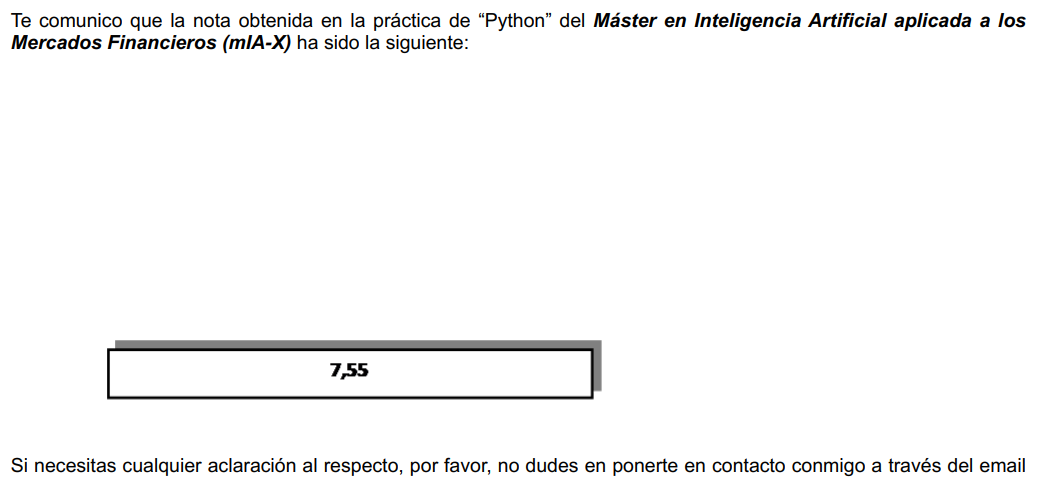 Te comunico que la nota obtenida en la práctica de “Python” del Máster en Inteligencia Artificial aplicada a los
Mercados Financieros (mIA-X) ha sido la siguiente:
7,55
Si necesitas cualquier aclaración al respecto, por favor, no dudes en ponerte en contacto conmigo a través del email